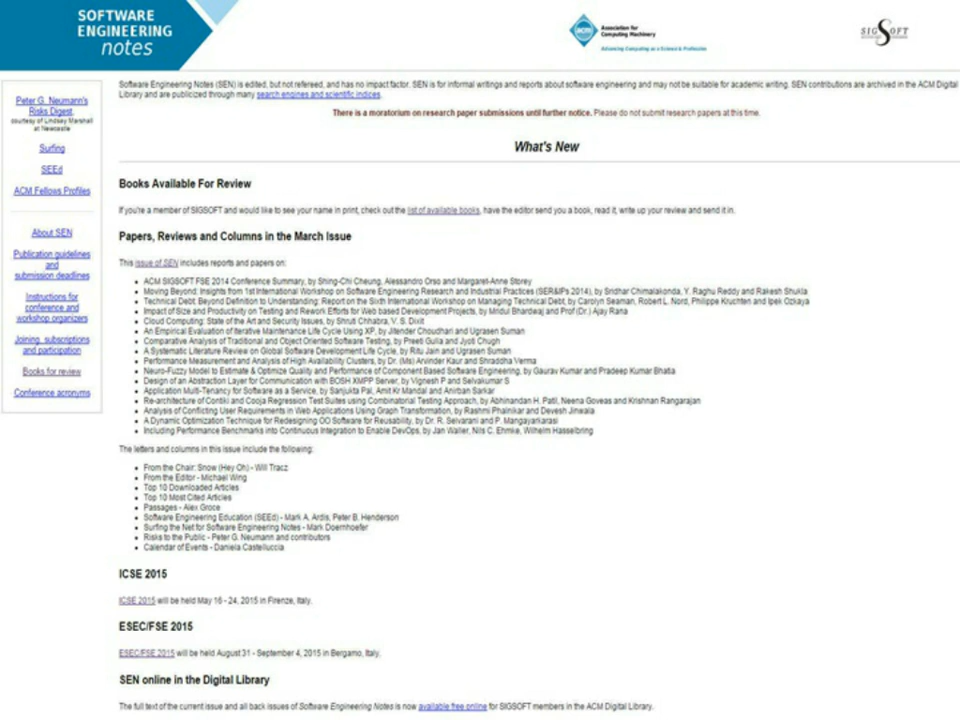 SOFTWARE
ENGINEERING
notes
acm
Association for
Computing Machinery
Advancing Computing as a Science & Profession
SIGSOFT
Peter G. Neumann's
Risks Digest,
courtesy of Lindsay Marshall
at Newcastle
Surfing
SEEd
ACM Fellows Profiles
About SEN
Publication guidelines
and
submission deadlines
Instructions for
conference and
workshop organizers
Joining, subscriptions
and participation
Books for review
Conference acronyms
Software Engineering Notes (SEN) is edited, but not refereed, and has no impact factor. SEN is for informal writings and reports about software engineering and may not be suitable for academic writing. SEN contributions are archived in the ACM Digital
Library and are publicized through many search engines and scientific indices.
There is a moratorium on research paper submissions until further notice. Please do not submit research papers at this time.
What's New
Books Available For Review
If you're a member of SIGSOFT and would like to see your name in print, check out the list of available books, have the editor send you a book, read it, write up your review and send it in.
Papers, Reviews and Columns in the March Issue
This issue of SEN includes reports and papers on:
• ACM SIGSOFT FSE 2014 Conference Summary, by Shing-Chi Cheung, Alessandro Orso and Margaret-Anne Storey
• Moving Beyond: Insights from 1st International Workshop on Software Engineering Research and Industrial Practices (SER&IPs 2014), by Sridhar Chimalakonda, Y. Raghu Reddy and Rakesh Shukla
• Technical Debt: Beyond Definition to Understanding: Report on the Sixth International Workshop on Managing Technical Debt, by Carolyn Seaman, Robert L. Nord, Philippe Kruchten and Ipek Ozkaya
• Impact of Size and Productivity on Testing and Rework Efforts for Web based Development Projects, by Mridul Bhardwaj and Prof (Dr.) Ajay Rana
• Cloud Computing: State of the Art and Security Issues, by Shruti Chhabra, V. S. Dixit
• An Empirical Evaluation of Iterative Maintenance Life Cycle Using XP, by Jitender Choudhari and Ugrasen Suman
• Comparative Analysis of Traditional and Object Oriented Software Testing, by Preeti Gulia and Jyoti Chugh
• A Systematic Literature Review on Global Software Development Life Cycle, by Ritu Jain and Ugrasen Suman
• Performance Measurement and Analysis of High Availability Clusters, by Dr. (Ms) Arvinder Kaur and Shraddha Verma
• Neuro-Fuzzy Model to Estimate & Optimize Quality and Performance of Component Based Software Engineering, by Gaurav Kumar and Pradeep Kumar Bhatia
• Design of an Abstraction Layer for Communication with BOSH XMPP Server, by Vignesh P and Selvakumar S
• Application Multi-Tenancy for Software as a Service, by Sanjukta Pal, Amit Kr Mandal and Anirban Sarkar
• Re-architecture of Contiki and Cooja Regression Test Suites using Combinatorial Testing Approach, by Abhinandan H. Patil, Neena Goveas and Krishnan Rangarajan
• Analysis of Conflicting User Requirements in Web Applications Using Graph Transformation, by Rashmi Phalnikar and Devesh Jinwala
• A Dynamic Optimization Technique for Redesigning OO Software for Reusability, by Dr. R. Selvarani and P. Mangayarkarasi
• Including Performance Benchmarks into Continuous Integration to Enable DevOps, by Jan Waller, Nils C. Ehmke, Wilhelm Hasselbring
The letters and columns in this issue include the following:
• From the Chair: Snow (Hey Oh) - Will Tracz
• From the Editor - Michael Wing
• Top 10 Downloaded Articles
• Top 10 Most Cited Articles
• Passages - Alex Groce
• Software Engineering Education (SEEd) - Mark A. Ardis, Peter B. Henderson
• Surfing the Net for Software Engineering Notes - Mark Doernhoefer
• Risks to the Public - Peter G. Neumann and contributors
• Calendar of Events - Daniela Castelluccia
ICSE 2015
ICSE 2015 will be held May 16 - 24, 2015 in Firenze, Italy.
ESEC/FSE 2015
ESEC/FSE 2015 will be held August 31 - September 4, 2015 in Bergamo, Italy.
SEN online in the Digital Library
The full text of the current issue and all back issues of Software Engineering Notes is now available free online for SIGSOFT members in the ACM Digital Library.